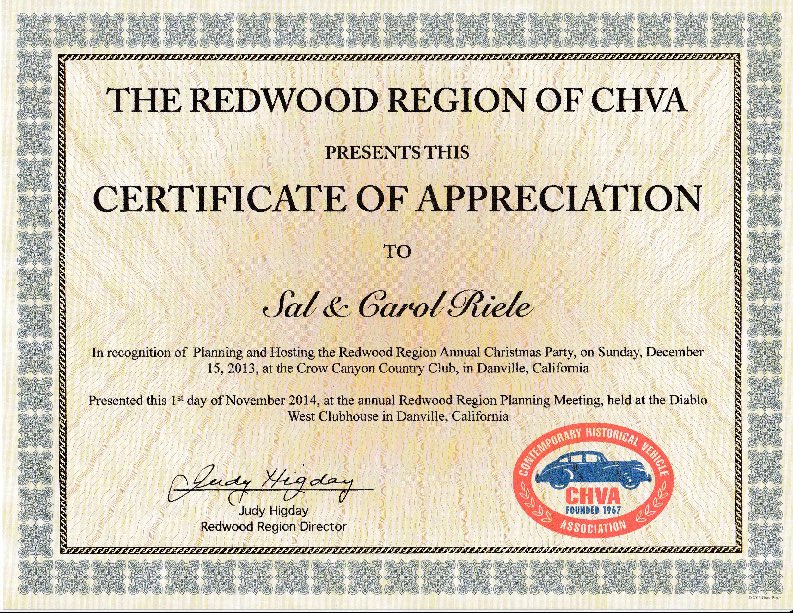 THE REDWOOD REGION OF CHVA
PRESENTS THIS
CERTIFICATE OF APPRECIATION
TO
Sal & Carol Riele
In recognition of Planning and Hosting the Redwood Region Annual Christmas Party, on Sunday, December
15, 2013, at the Crow Canyon Country Club, in Danville, California
Presented this 1st day of November 2014, at the annual Redwood Region Planning Meeting, held at the Diablo
West Clubhouse in Danville, California
Judy Higday
Judy Higday
Redwood Region Director
CONTEMPORARY HISTORICAL VEHICLE
CHVA
FOUNDED 1967
ASSOCIATION